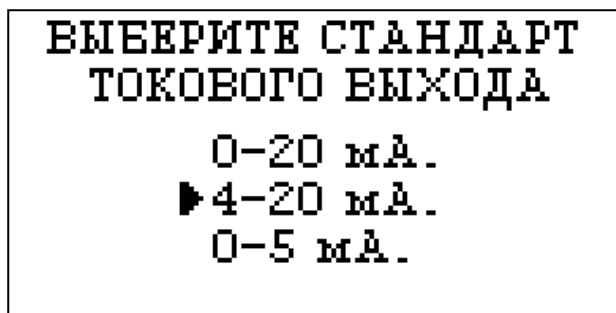 ВЫБЕРИТЕ СТАНДАРТ
ТОКОВОГО ВЫХОДА
0-20 мА.
4-20 мА.
0-5 мА.